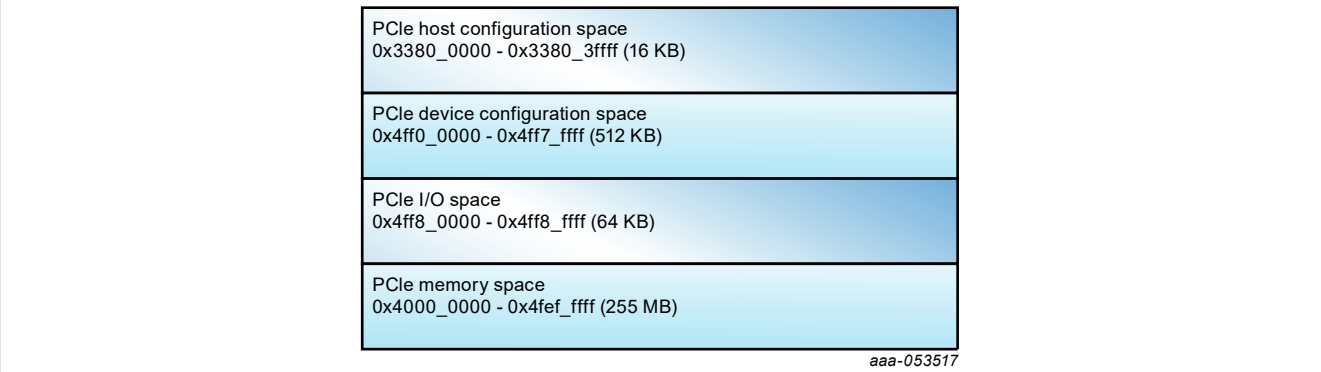 PCIe host configuration space
0x3380_0000 - 0x3380_3ffff (16 KB)
PCIe device configuration space
0x4ff0_0000 - 0x4ff7_ffff (512 KB)
PCIe I/O space
0x4ff8_0000 - 0x4ff8_ffff (64 KB)
PCIe memory space
0x4000_0000 - 0x4fef_ffff (255 MB)
aaa-053517